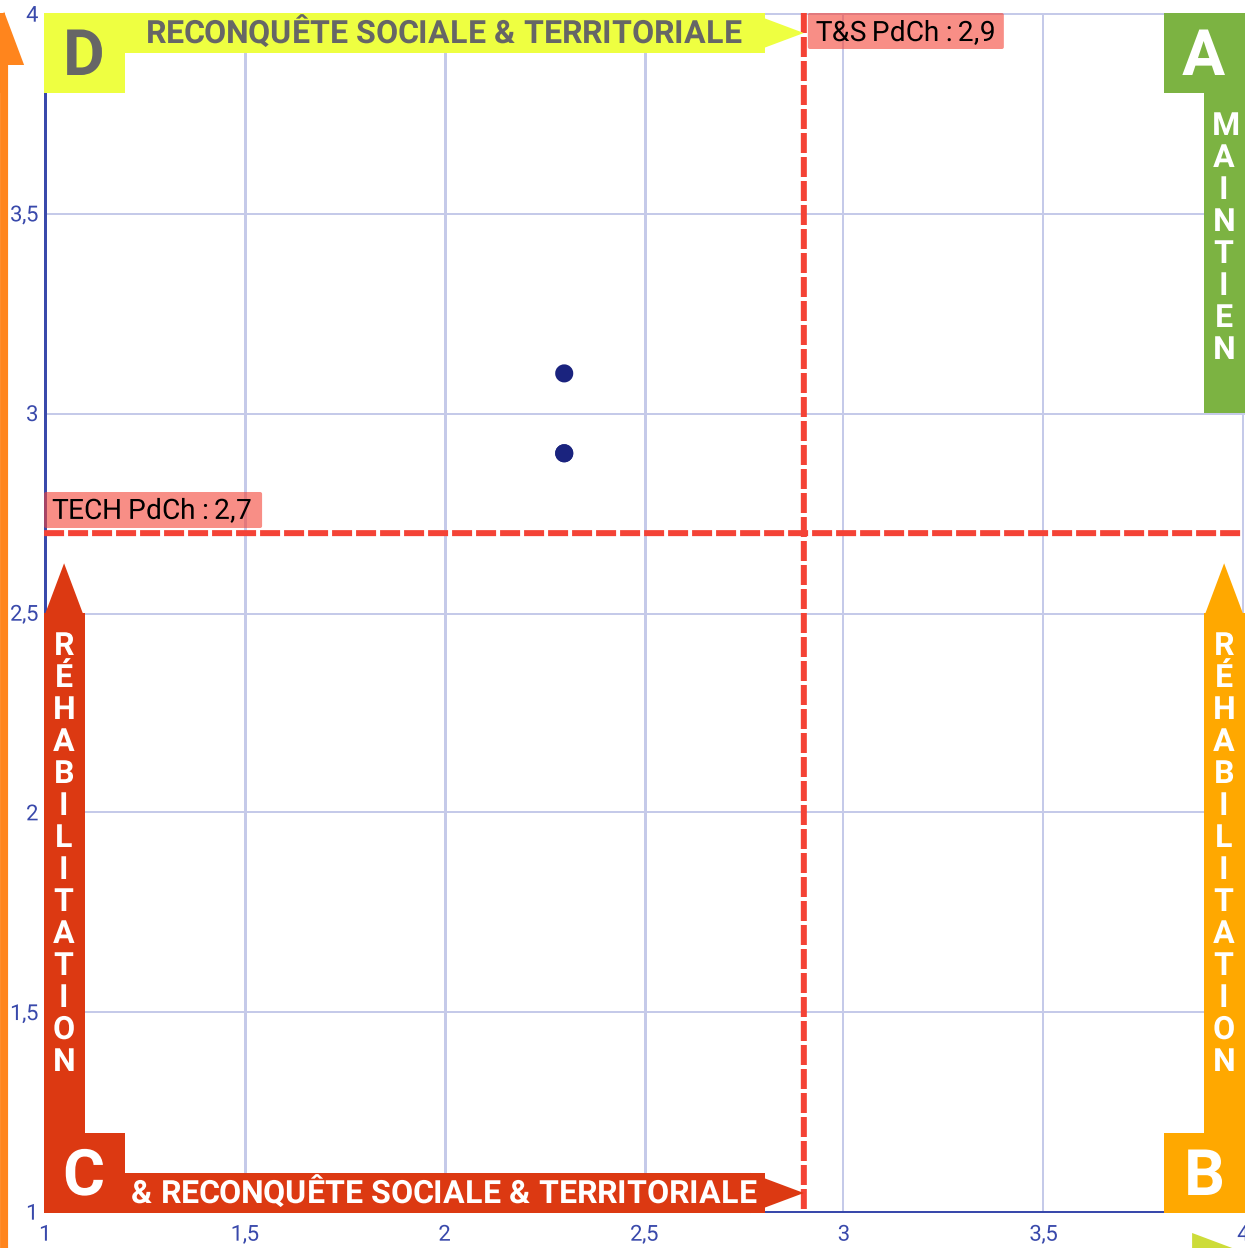 4
D
RECONQUÊTE SOCIALE & TERRITORIALE
T&S PdCh : 2,9
A
MAINTIEN
3,5
3
TECH PdCh : 2,7
2,5
RÉHABILITATION
RÉHABILITATION
2
1,5
C
& RECONQUÊTE SOCIALE & TERRITORIALE
B
1
1 1,5 2 2,5 3 3,5 4